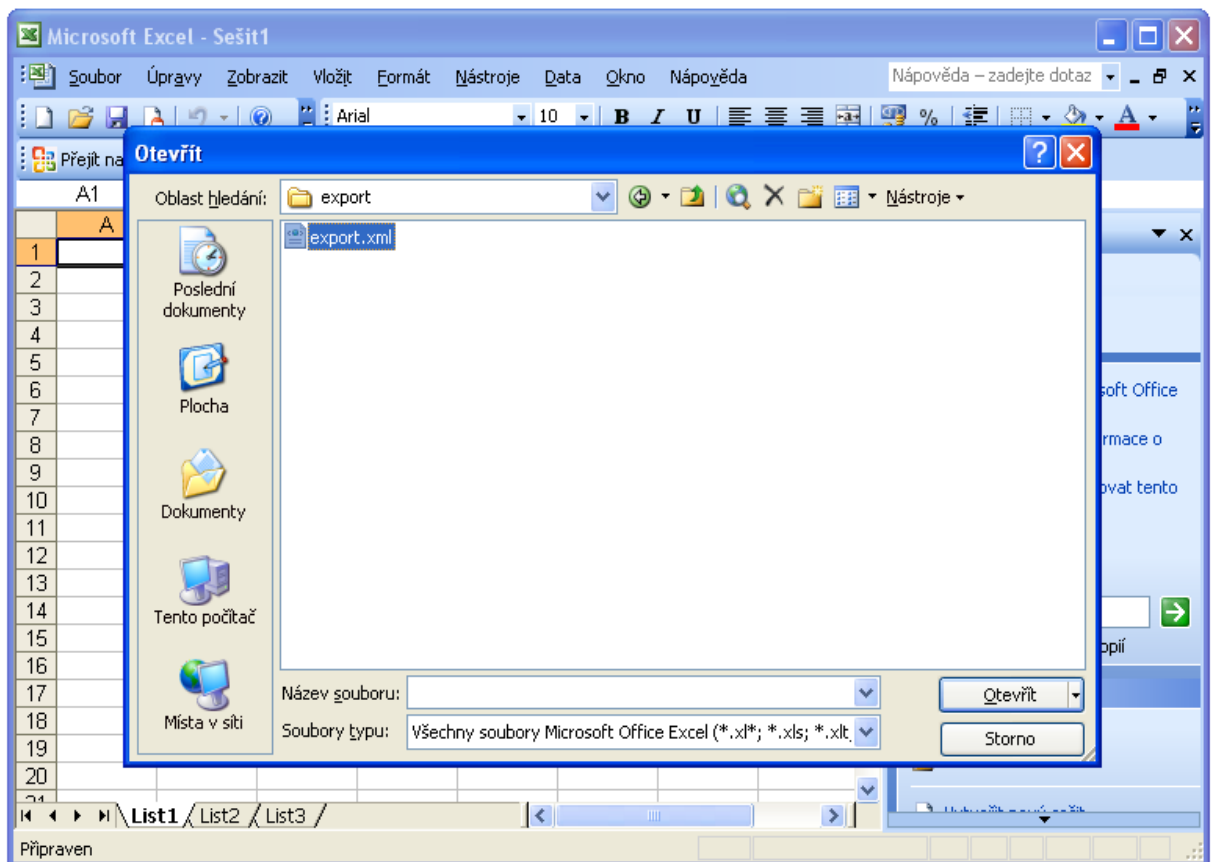 Microsoft Excel - Sešit1
Soubor Úpravy Zobrazit Vložit Formát Nástroje Data Okno Nápověda Nápověda – zadejte dotaz
Arial 10 B I U %  A
Přejít na
Otevřít
A1
Oblast hledání: export Nástroje
A
export.xml
1
2
3
4
5
6
7
8
9
10
11
12
13
14
15
16
17
18
19
20
Poslední
dokumenty
Plocha
Dokumenty
Tento počítač
Místa v síti
soft Office
rmace o
ovat tento
opií
Název souboru:
Otevřít
Soubory typu: Všechny soubory Microsoft Office Excel (*.xl*; *.xls; *.xlt;
Storno
List1 List2 List3
Připraven